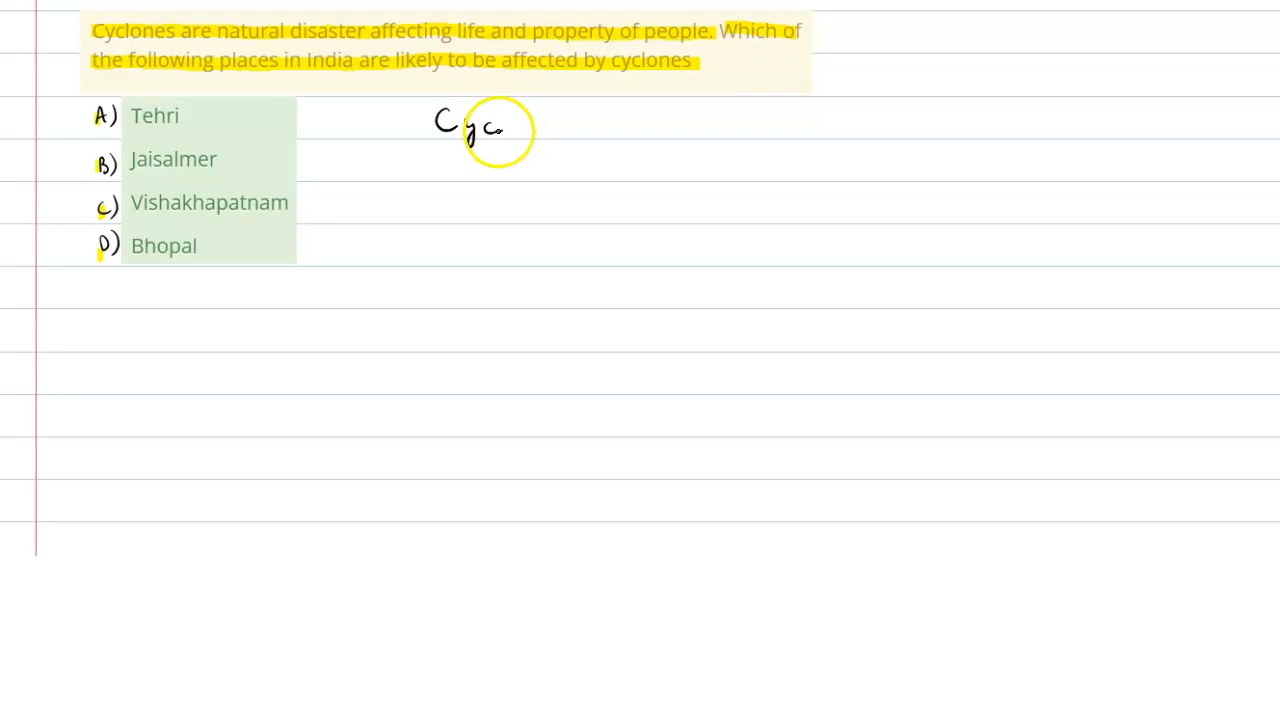 Cyclones are natural disaster affecting life and property of people. Which of
the following places in India are likely to be affected by cyclones
A) Tehri
Cyc
B) Jaisalmer
C) Vishakhapatnam
D) Bhopal